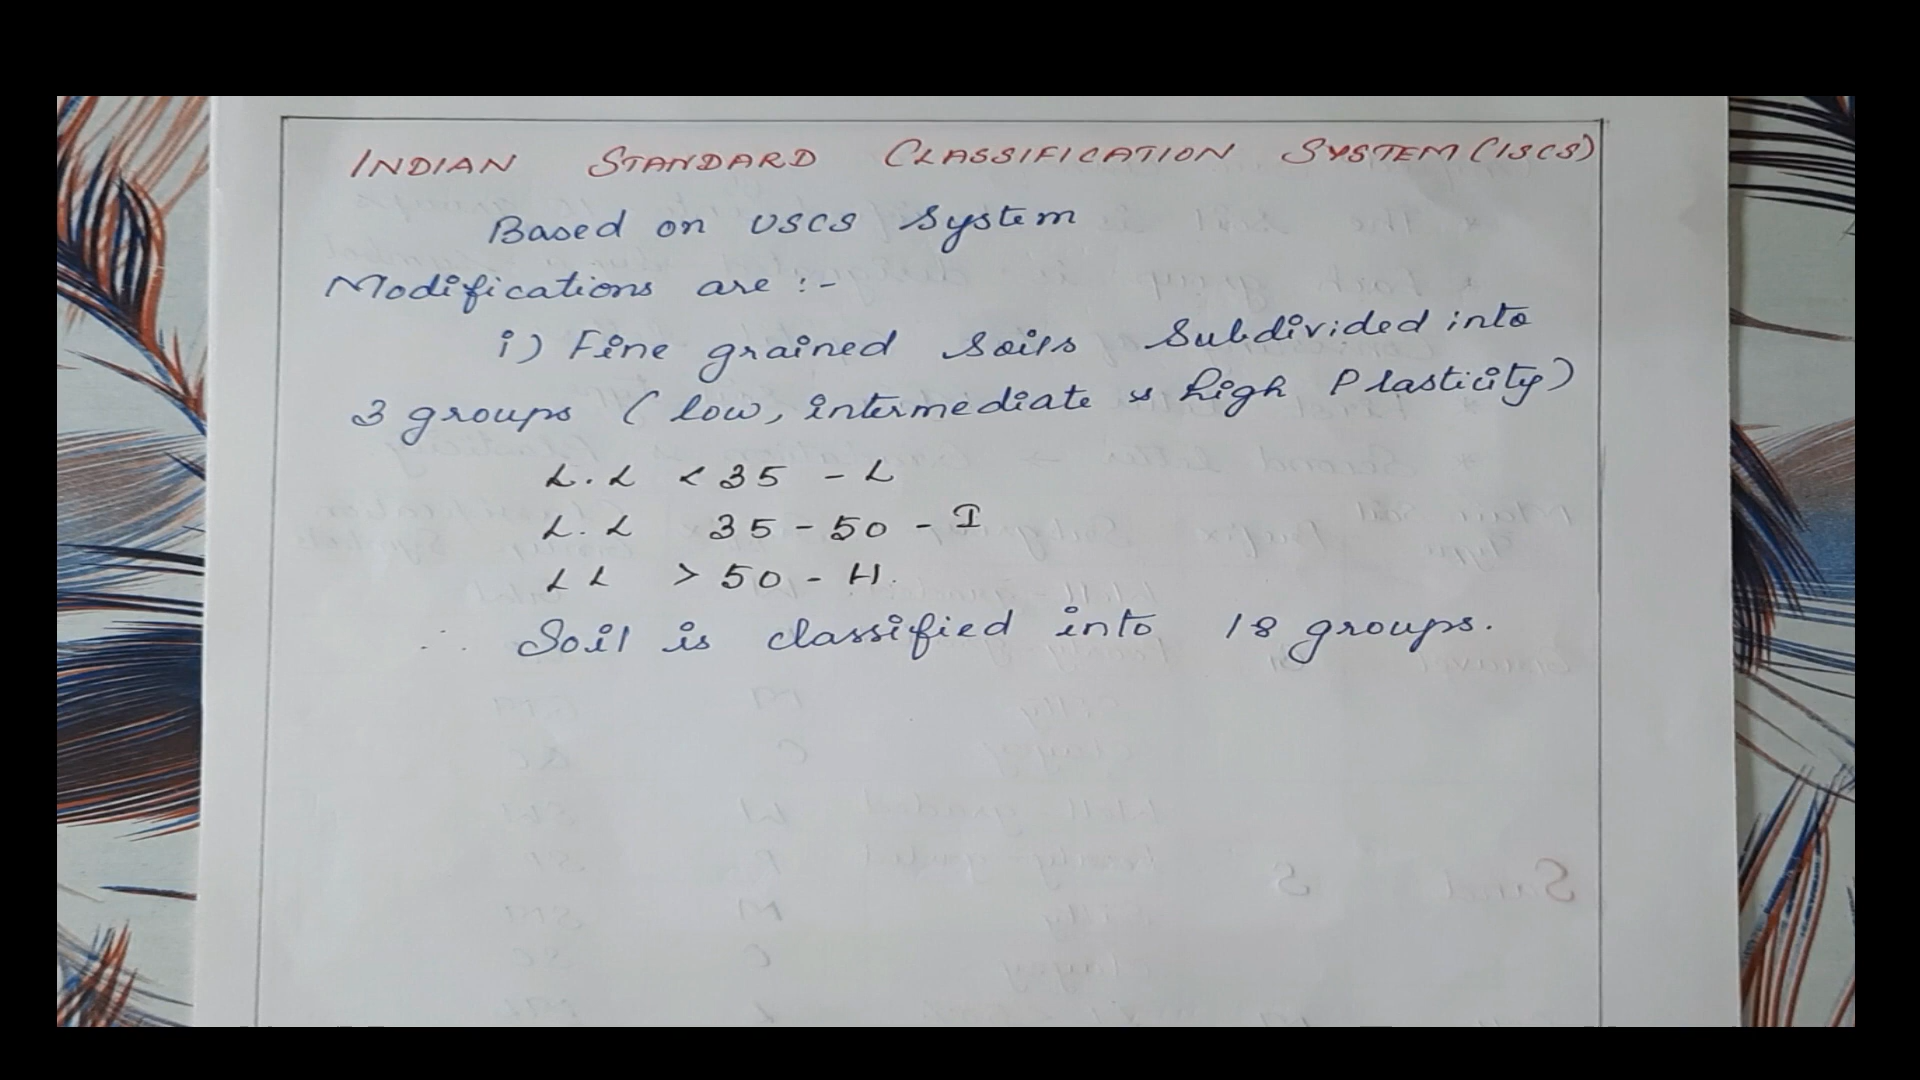 INDIAN STANDARD CLASSIFICATION SYSTEM (ISCS)
Based on USCS System
Modifications are :-
i) Fine grained soils Subdivided into
3 groups ( low, intermediate & high Plasticity)
L.L < 35 - L
L.L 35 - 50 - I
LL > 50 - H.
∴ Soil is classified into 18 groups.